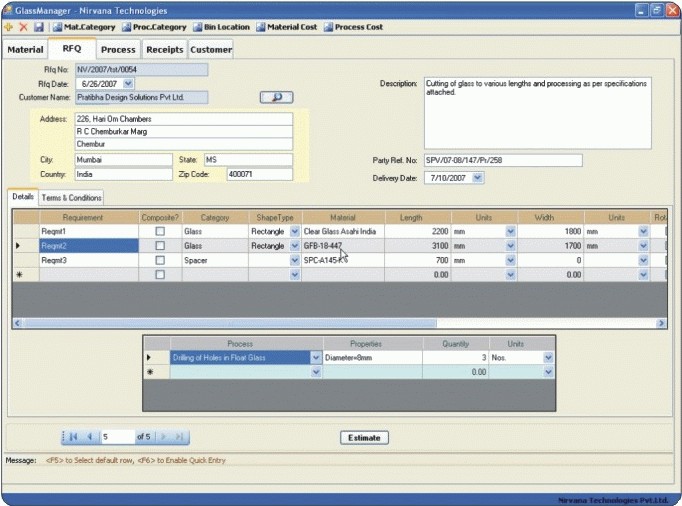 GlassManager - Nirvana Technologies
Mat.Category Proc.Category Bin Location Material Cost Process Cost
Material RFQ Process Receipts Customer
Rfq No: NV/2007/tst/0054
Rfq Date: 6/26/2007
Customer Name: Pratibha Design Solutions Pvt Ltd.
Description: Cutting of glass to various lengths and processing as per specifications
attached.
Address: 226, Hari Om Chambers
R C Chemburkar Marg
Chembur
City: Mumbai State: MS
Country: India Zip Code: 400071
Party Rel. No: SPV/07-08/147/Pr/258
Delivery Date: 7/10/2007
Details Terms & Conditions
Requirement Composite? Category ShapeType Material Length Units Width Units
Reqmt1 Glass Rectangle Clear Glass Asahi India 2200 mm 1800 mm
Reqmt2 Glass Rectangle GFB-18-447 3100 mm 1700 mm
Reqmt3 Spacer SPC-A145- 700 mm 0
0.00 0.00
Process Properties Quantity Units
Drilling of Holes in Float Glass Diameter=8mm 3 Nos.
0.00
5 of 5
Estimate
Message: <F5> to Select default row, <F6> to Enable Quick Entry
Nirvana Technologies Pvt.Ltd.